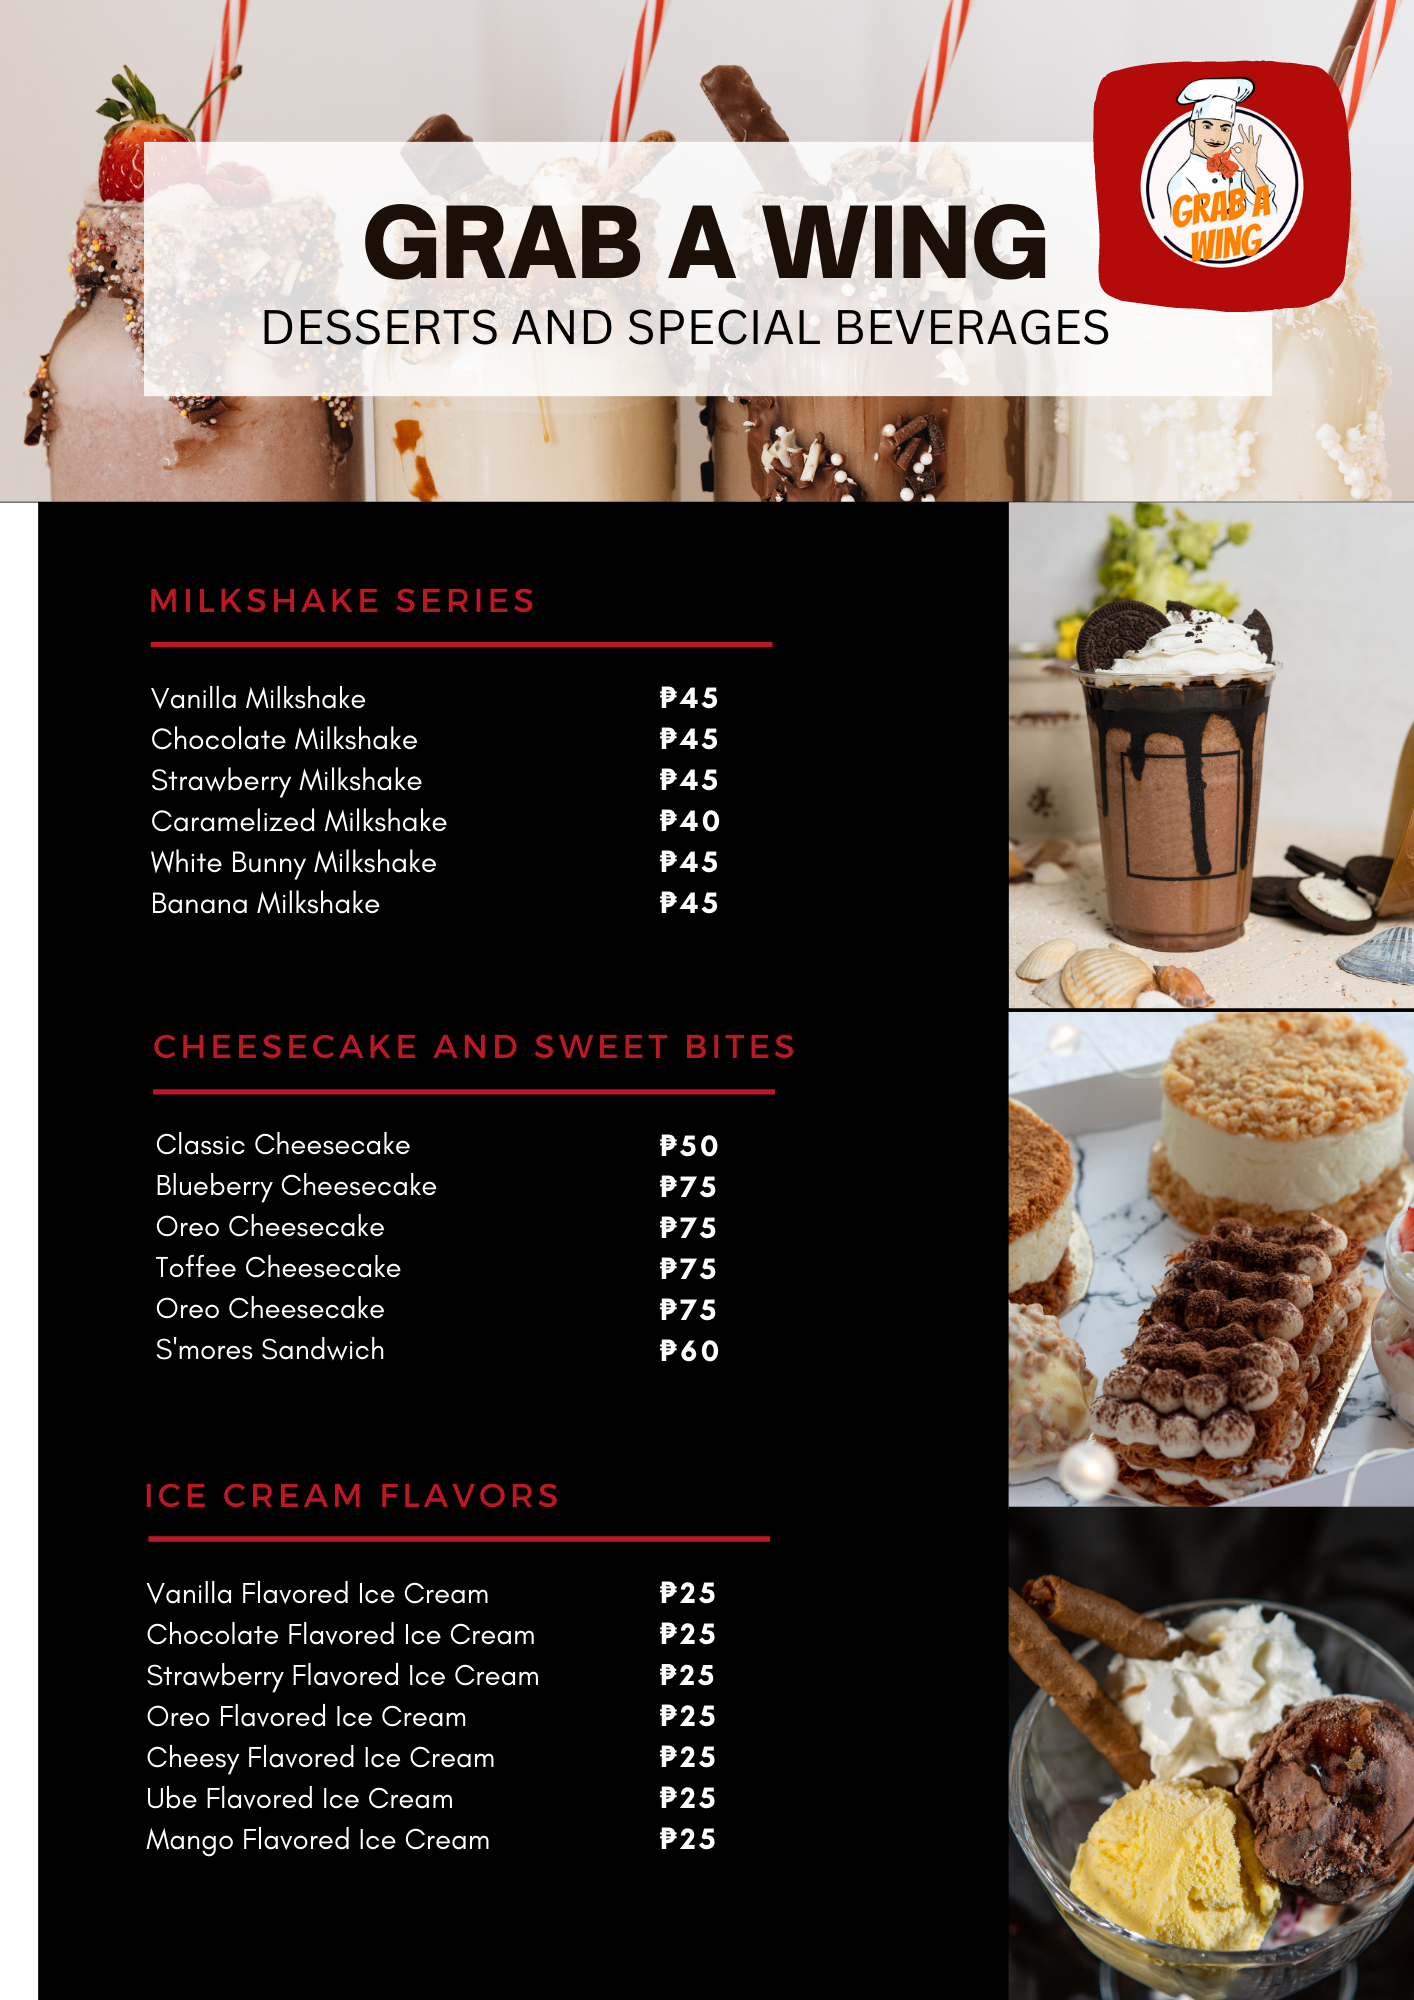 GRAB A WING
DESSERTS AND SPECIAL BEVERAGES
GRAB A
WING
MILKSHAKE SERIES
Vanilla Milkshake ₱45
Chocolate Milkshake ₱45
Strawberry Milkshake ₱45
Caramelized Milkshake ₱40
White Bunny Milkshake ₱45
Banana Milkshake ₱45
CHEESECAKE AND SWEET BITES
Classic Cheesecake ₱50
Blueberry Cheesecake ₱75
Oreo Cheesecake ₱75
Toffee Cheesecake ₱75
Oreo Cheesecake ₱75
S'mores Sandwich ₱60
ICE CREAM FLAVORS
Vanilla Flavored Ice Cream ₱25
Chocolate Flavored Ice Cream ₱25
Strawberry Flavored Ice Cream ₱25
Oreo Flavored Ice Cream ₱25
Cheesy Flavored Ice Cream ₱25
Ube Flavored Ice Cream ₱25
Mango Flavored Ice Cream ₱25